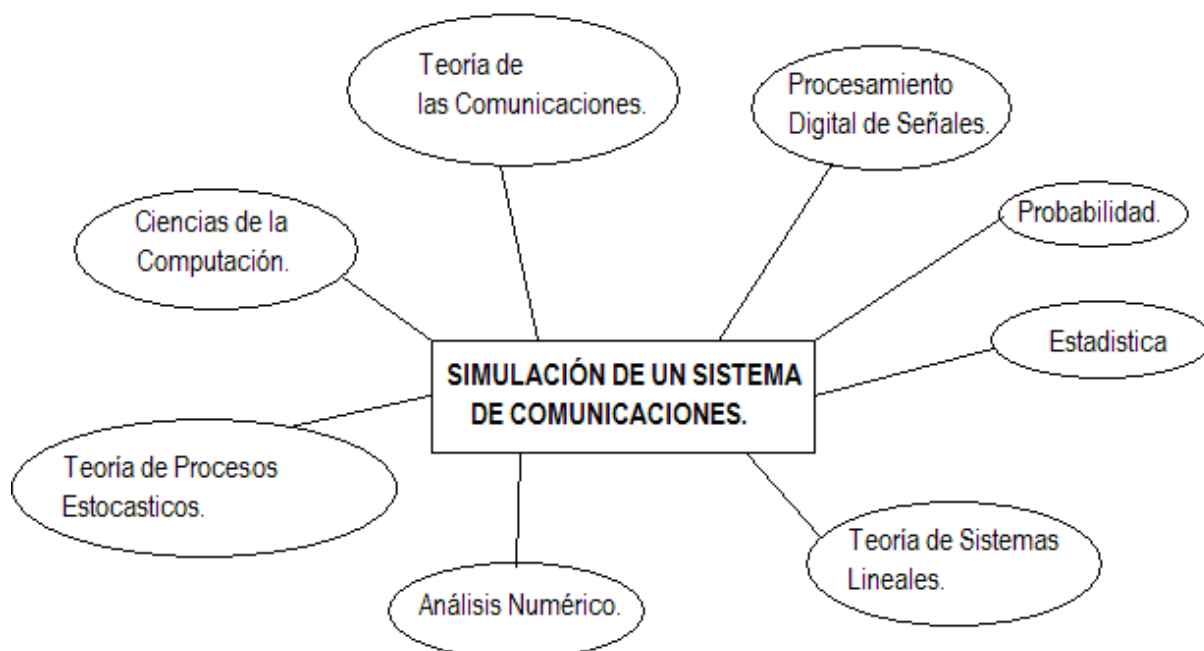 Teoría de
las Comunicaciones.
Procesamiento
Digital de Señales.
Ciencias de la
Computación.
Probabilidad.
Estadistica
SIMULACIÓN DE UN SISTEMA
DE COMUNICACIONES.
Teoría de Procesos
Estocasticos.
Análisis Numérico.
Teoría de Sistemas
Lineales.